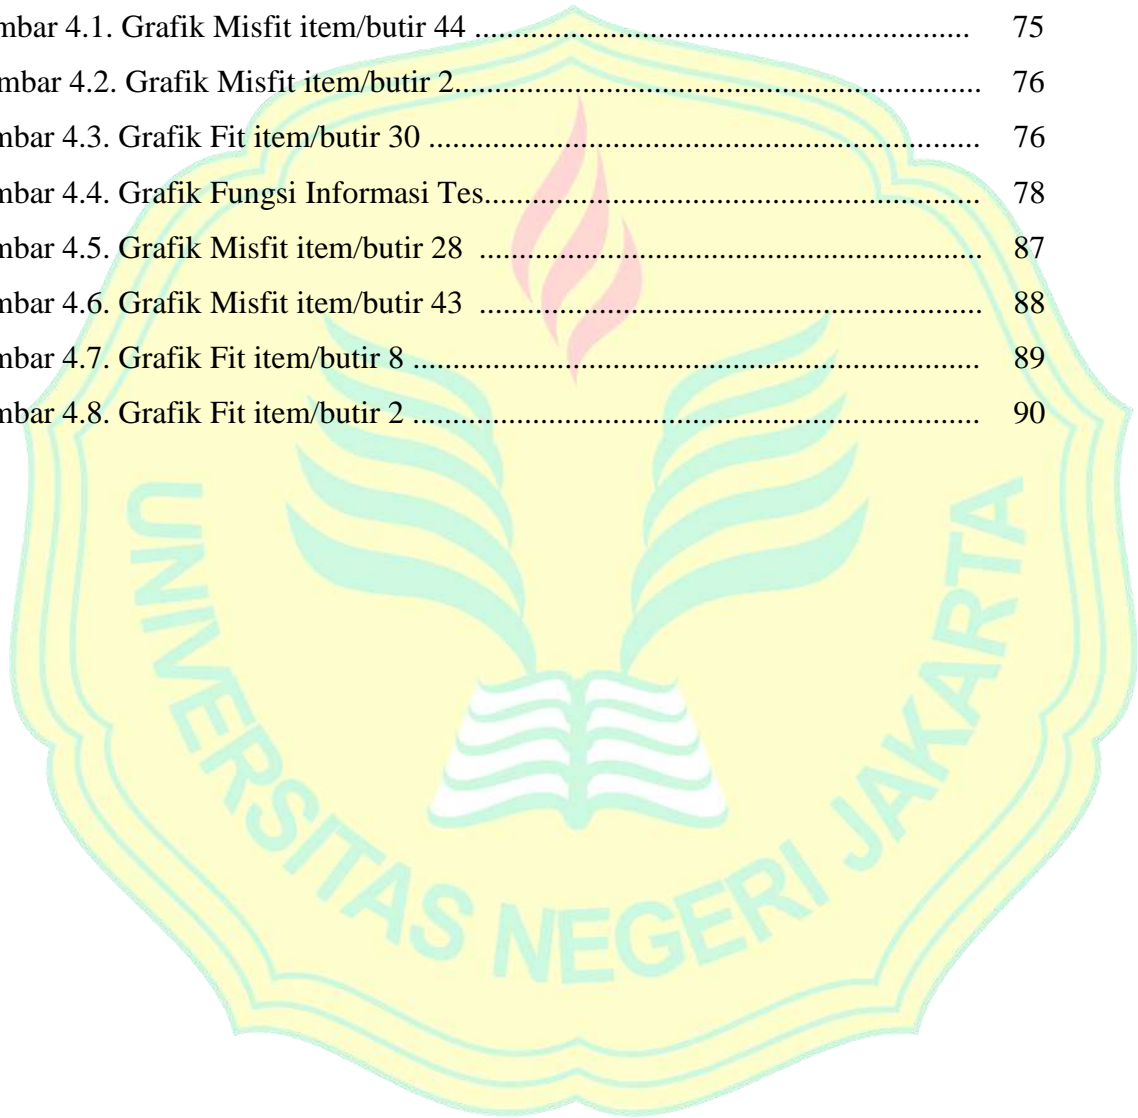 mbar 4.1. Grafik Misfit item/butir 44 ................................................................ 75
mbar 4.2. Grafik Misfit item/butir 2.................................................................... 76
mbar 4.3. Grafik Fit item/butir 30 ....................................................................... 76
mbar 4.4. Grafik Fungsi Informasi Tes................................................................ 78
mbar 4.5. Grafik Misfit item/butir 28 ................................................................. 87
mbar 4.6. Grafik Misfit item/butir 43 ................................................................. 88
mbar 4.7. Grafik Fit item/butir 8 ......................................................................... 89
mbar 4.8. Grafik Fit item/butir 2 ......................................................................... 90
UNIVERSITAS NEGERI JAKARTA